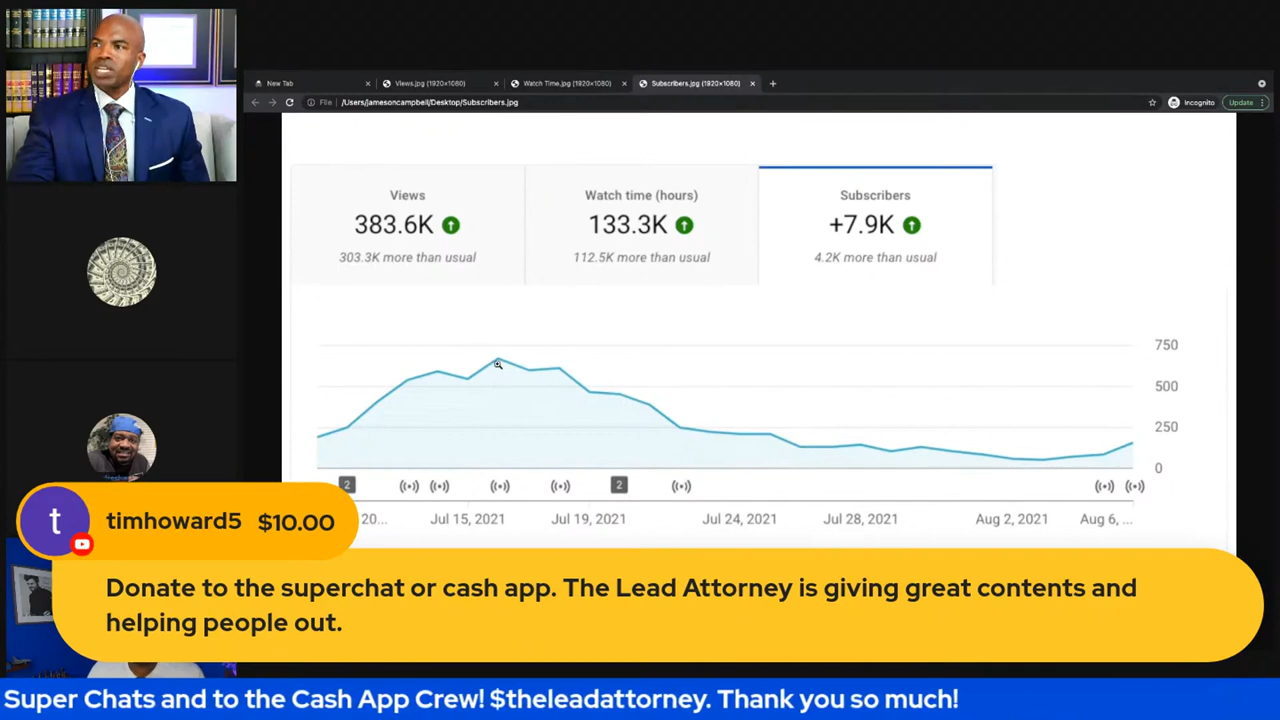 New Tab
Views.jpg (1920×1080)
Watch Time.jpg (1920×1080)
Subscribers.jpg (1920×1080)
File
/Users/jamesoncampbell/Desktop/Subscribers.jpg
Incognito
Update
Views
383.6K
303.3K more than usual
Watch time (hours)
133.3K
112.5K more than usual
Subscribers
+7.9K
4.2K more than usual
750
500
250
0
2
2
20...
Jul 15, 2021
Jul 19, 2021
Jul 24, 2021
Jul 28, 2021
Aug 2, 2021
Aug 6, ...
t
timhoward5 $10.00
Donate to the superchat or cash app. The Lead Attorney is giving great contents and
helping people out.
Super Chats and to the Cash App Crew! $theleadattorney. Thank you so much!